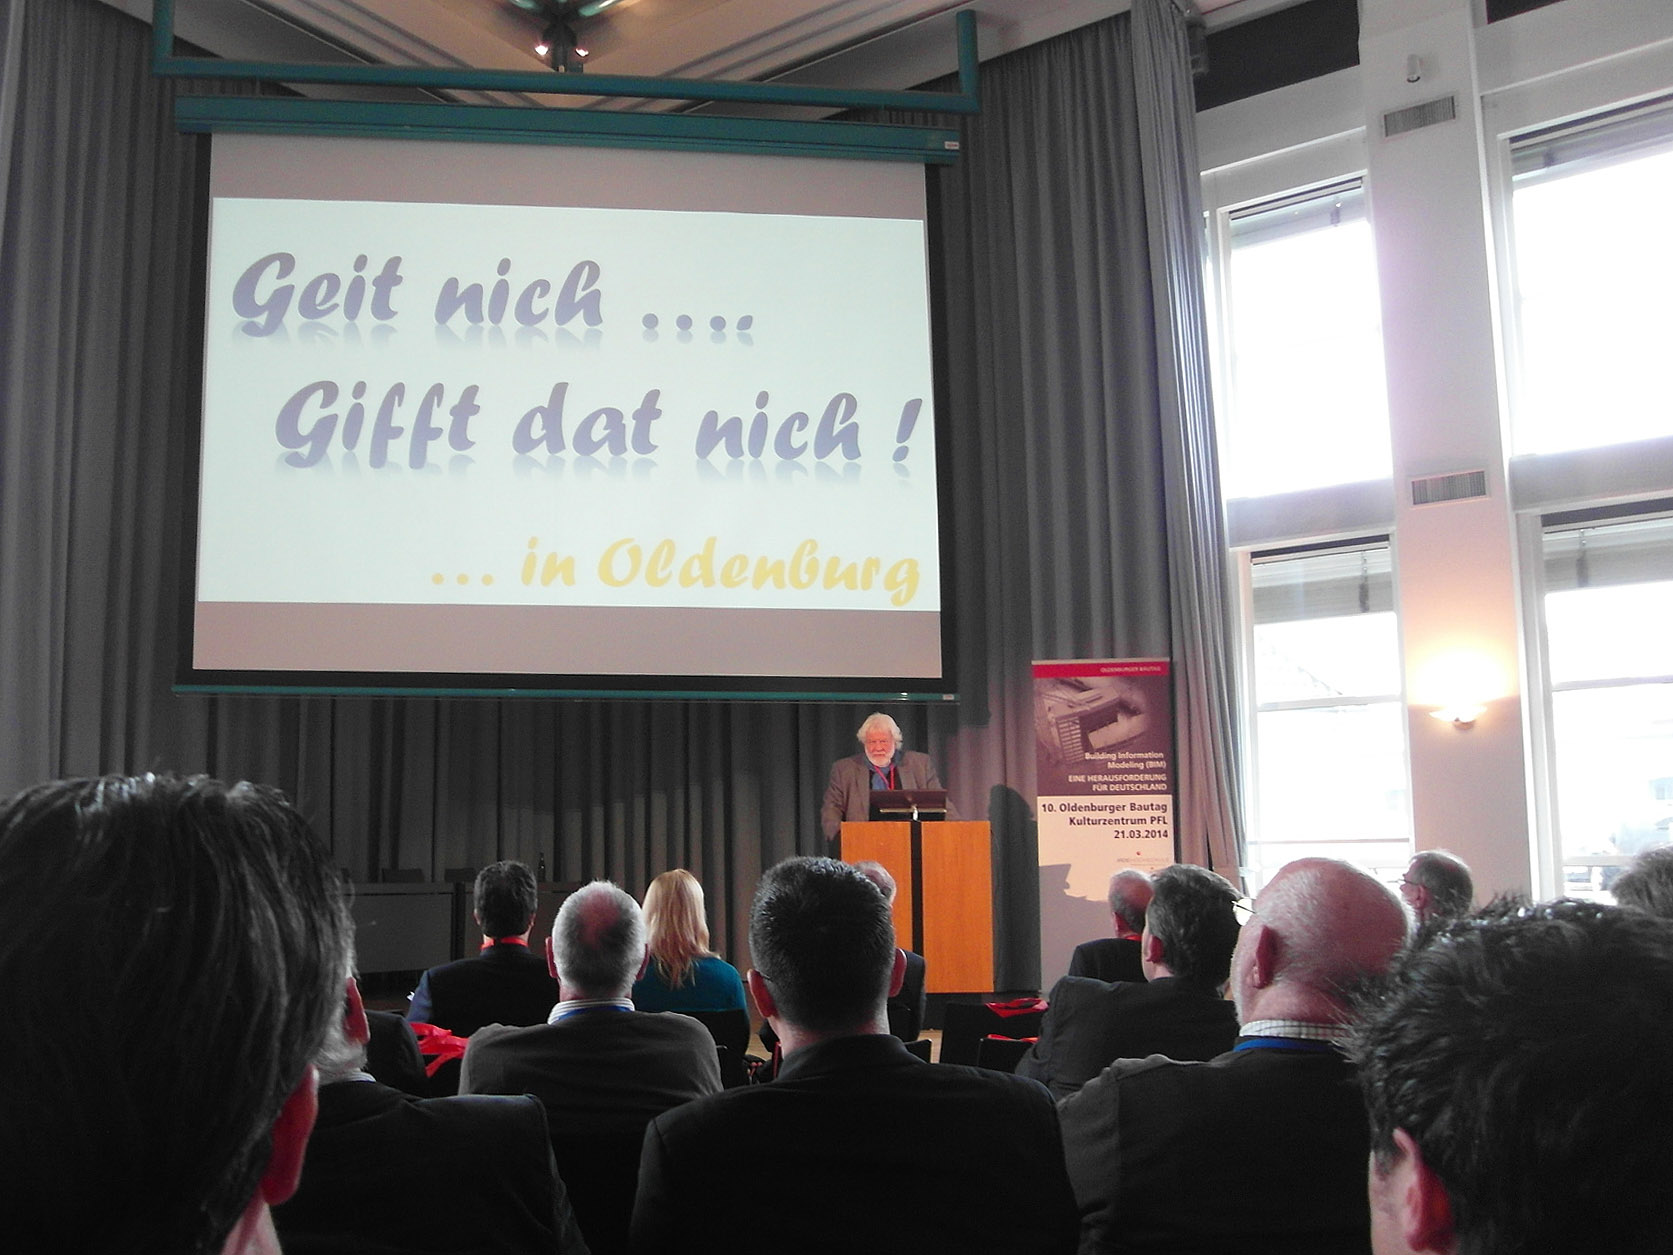 Geit nich ....
Gifft dat nich !
... in Oldenburg
OLDENBURGER BAUTAG
Building Information
Modeling (BIM)
EINE HERAUSFORDERUNG
FÜR DEUTSCHLAND
10. Oldenburger Bautag
Kulturzentrum PFL
21.03.2014
JADEHOCHSCHULE